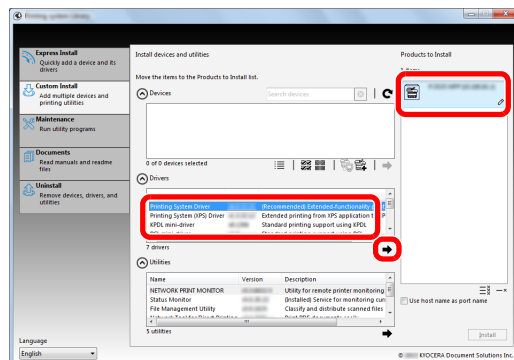 Express Install
Quickly add a device and its
drivers
Custom Install
Add multiple devices and
printing utilities
Maintenance
Run utility programs
Documents
Read manuals and readme
files
Uninstall
Remove devices, drivers, and
utilities
Language
English
Install devices and utilities
Move the items to the Products to Install list.
Devices
Search devices
0 of 0 devices selected
Drivers
Printing System Driver (Recommended) Extended-functionality
Printing System (XPS) Driver Extended printing from XPS application
KPDL mini-driver Standard printing support using KPDL
7 drivers
Utilities
Name Version Description
NETWORK PRINT MONITOR Utility for remote printer monitoring
Status Monitor (Installed) Service for monitoring curr
File Management Utility Classify and distribute scanned files
5 utilities
Products to Install
Use host name as port name
Install
© KYOCERA Document Solutions Inc.